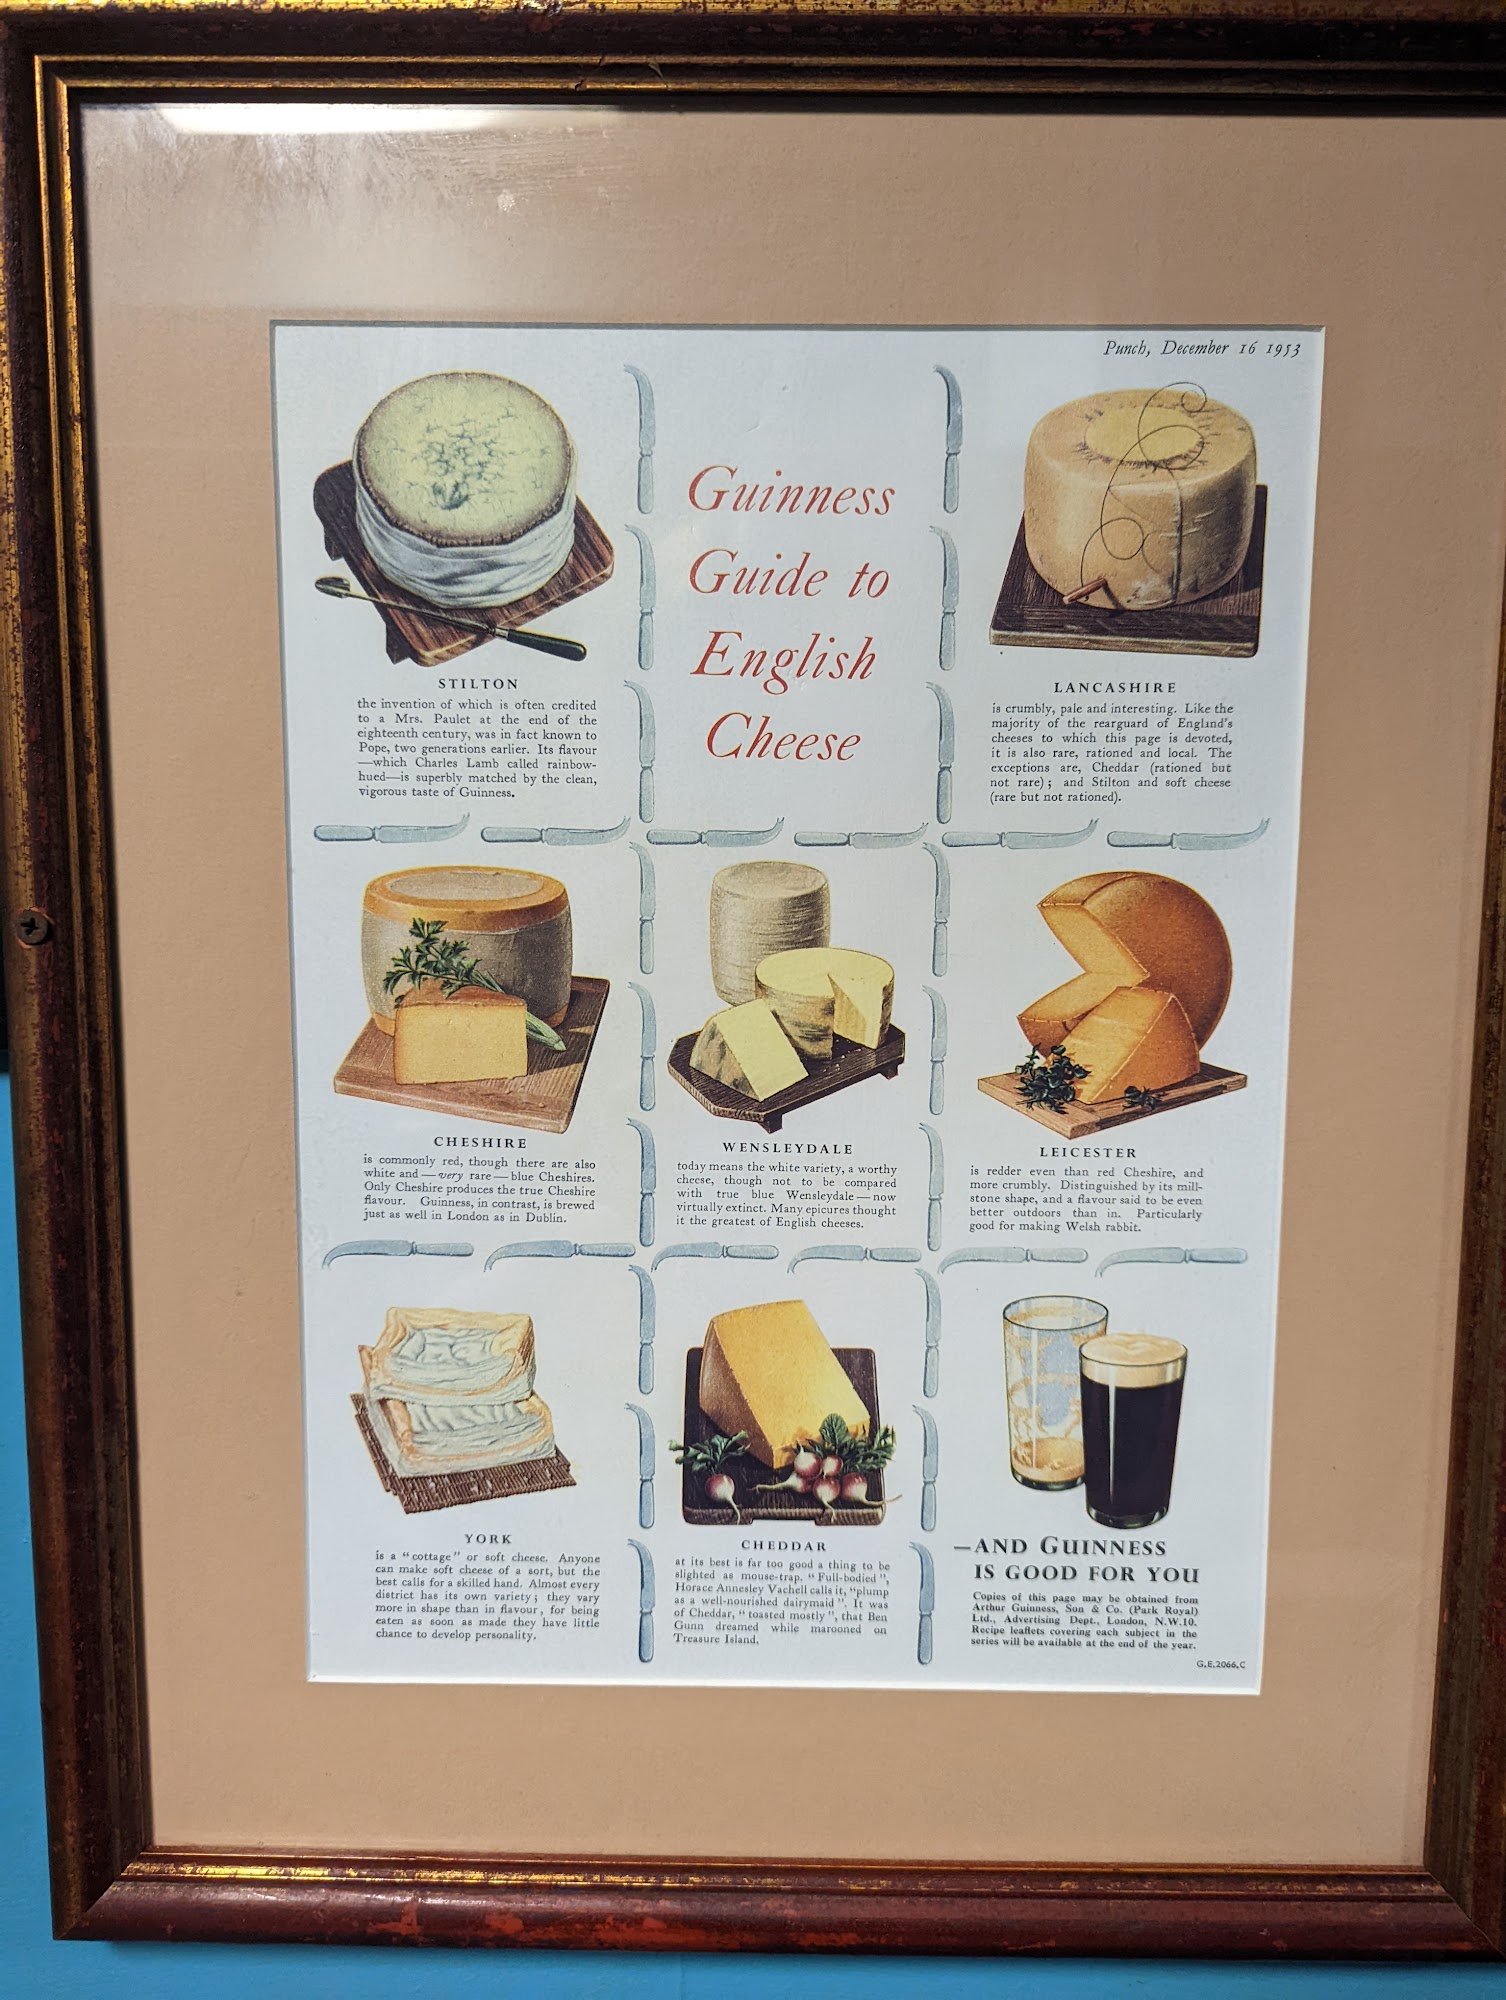 Punch, December 16 1953
Guinness
Guide to
English
Cheese
STILTON
the invention of which is often credited
to a Mrs. Paulet at the end of the
eighteenth century, was in fact known to
Pope, two generations earlier. Its flavour
—which Charles Lamb called rainbow-
hued—is superbly matched by the clean,
vigorous taste of Guinness.
LANCASHIRE
is crumbly, pale and interesting. Like the
majority of the rearguard of England's
cheeses to which this page is devoted,
it is also rare, rationed and local. The
exceptions are, Cheddar (rationed but
not rare); and Stilton and soft cheese
(rare but not rationed).
CHESHIRE
is commonly red, though there are also
white and—very rare—blue Cheshires.
Only Cheshire produces the true Cheshire
flavour. Guinness, in contrast, is brewed
just as well in London as in Dublin.
WENSLEYDALE
today means the white variety, a worthy
cheese, though not to be compared
with true blue Wensleydale—now
virtually extinct. Many epicures thought
it the greatest of English cheeses.
LEICESTER
is redder even than red Cheshire, and
more crumbly. Distinguished by its mill-
stone shape, and a flavour said to be even
better outdoors than in. Particularly
good for making Welsh rabbit.
YORK
is a "cottage" or soft cheese. Anyone
can make soft cheese of a sort, but the
best calls for a skilled hand. Almost every
district has its own variety; they vary
more in shape than in flavour, for being
eaten as soon as made they have little
chance to develop personality.
CHEDDAR
at its best is far too good a thing to be
slighted as mouse-trap. "Full-bodied",
Horace Annesley Vachell calls it, "plump
as a well-nourished dairymaid". It was
of Cheddar, "toasted mostly", that Ben
Gunn dreamed while marooned on
Treasure Island.
—AND GUINNESS
IS GOOD FOR YOU
Copies of this page may be obtained from
Arthur Guinness, Son & Co. (Park Royal)
Ltd., Advertising Dept., London, N.W.10.
Recipe leaflets covering each subject in the
series will be available at the end of the year.
G.E.2066.C